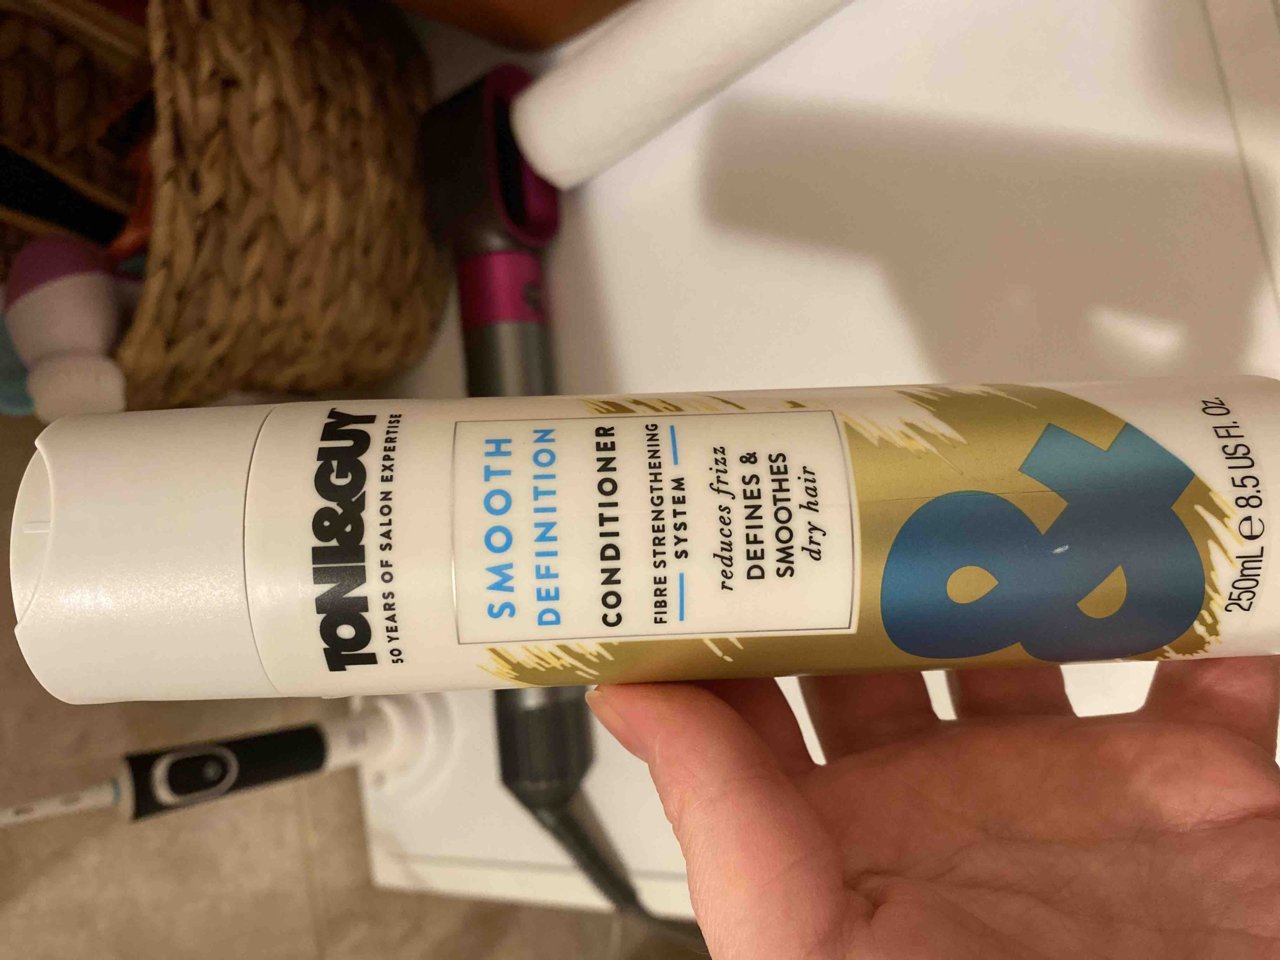 TONI&GUY
50 YEARS OF SALON EXPERTISE
SMOOTH
DEFINITION
CONDITIONER
FIBRE STRENGTHENING
SYSTEM
reduces frizz
DEFINES &
SMOOTHES
dry hair
&
250mL e 8.5 US Fl. Oz.